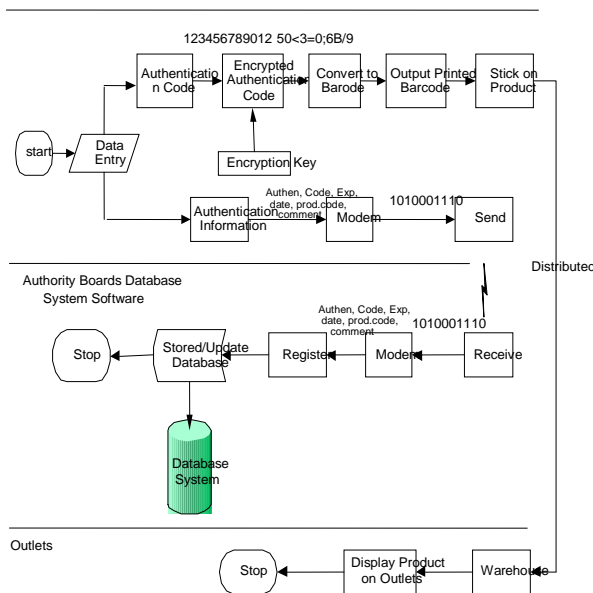 123456789012 50<3=0;6B/9
Authenticatio
n Code
Encrypted
Authentication
Code
Convert to
Barode
Output Printed
Barcode
Stick on
Product
start
Data
Entry
Encryption Key
Authentication
Information
Authen, Code, Exp,
date, prod.code,
comment
Modem
1010001110
Send
Distributed
Authority Boards Database
System Software
Stop
Stored/Update
Database
Register
Authen, Code, Exp,
date, prod.code,
comment
Modem
1010001110
Receive
Database
System
Outlets
Stop
Display Product
on Outlets
Warehouse